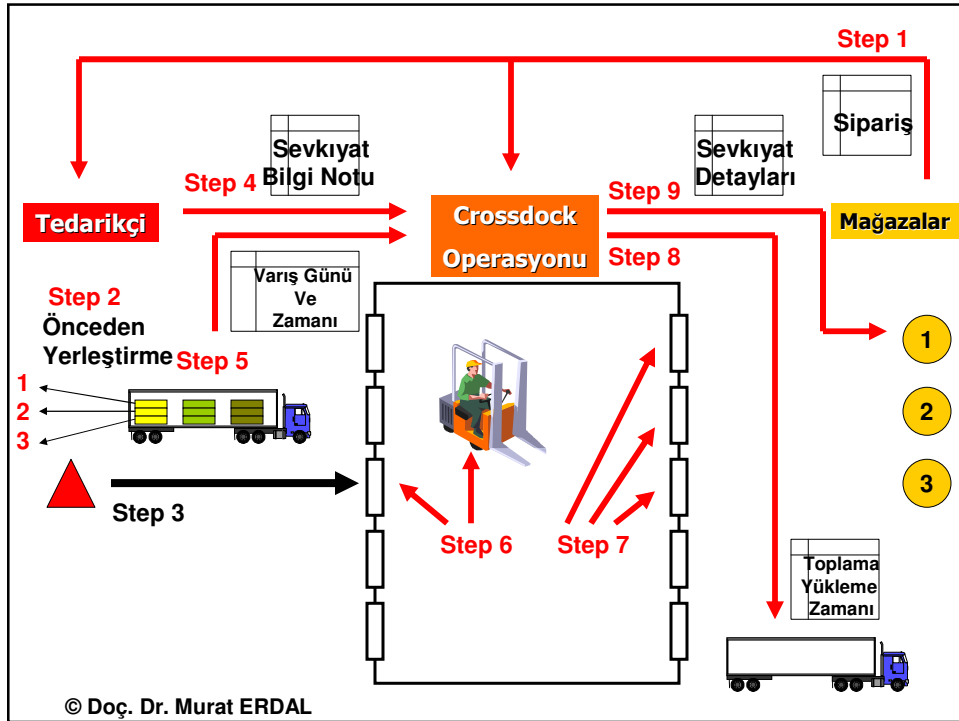 Step 1
Sipariş
Sevkıyat
Bilgi Notu
Sevkıyat
Detayları
Step 4
Step 9
Tedarikçi
Crossdock
Operasyonu
Mağazalar
Step 8
Varış Günü
Ve
Zamanı
Step 2
Önceden
Yerleştirme
Step 5
1
2
3
1
2
3
Step 3
Step 6
Step 7
Toplama
Yükleme
Zamanı
© Doç. Dr. Murat ERDAL